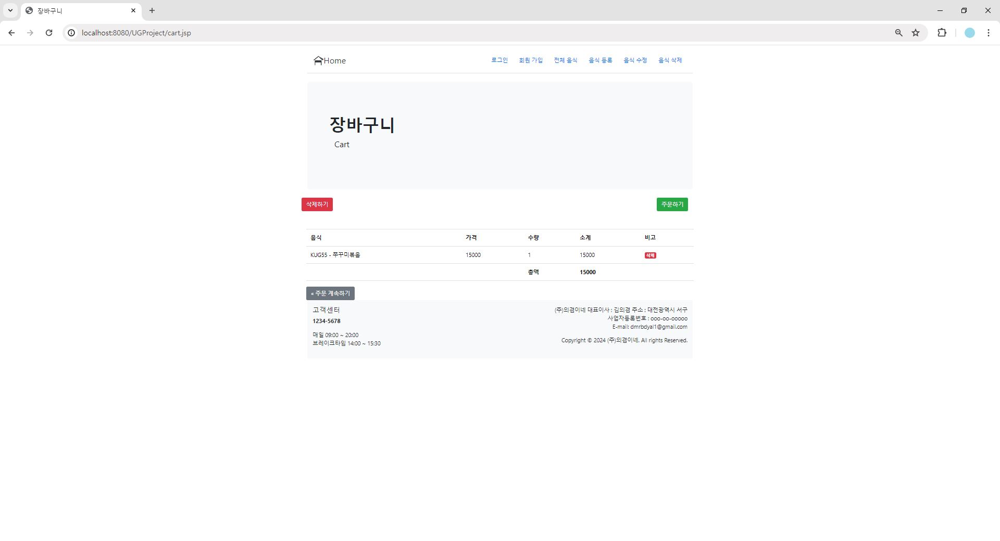 장바구니
localhost:8080/UGProject/cart.jsp
Home 로그인 회원 가입 전체 음식 음식 등록 음식 수정 음식 삭제
장바구니
Cart
삭제하기 주문하기
음식 가격 수량 소계 비고
KUG55 - 쭈꾸미볶음 15000 1 15000 삭제
총액 15000
« 주문 계속하기
고객센터
1234-5678
매일 09:00 ~ 20:00
브레이크타임 14:00 ~ 15:30
(주)의겸이네 대표이사 : 김의겸 주소 : 대전광역시 서구
사업자등록번호 : ooo-oo-ooooo
E-mail: dmrbdyal1@gmail.com
Copyright © 2024 (주)의겸이네. All rights Reserved.